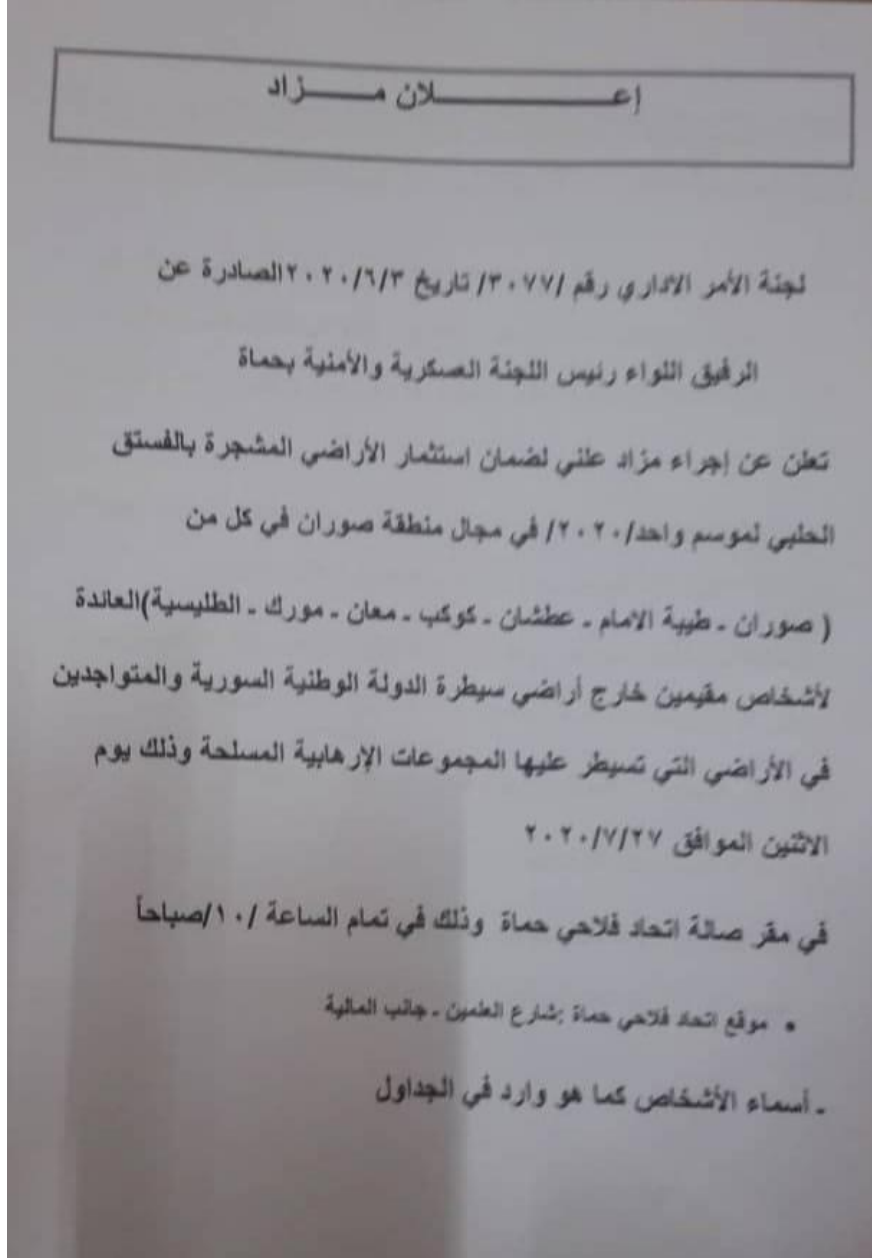 إعـــــــــــلان مـــــــزاد
لجنة الأمر الاداري رقم /٣٠٧٧/ تاريخ ٢٠٢٠/٦/٣الصادرة عن
الرفيق اللواء رئيس اللجنة العسكرية والأمنية بحماة
تعلن عن إجراء مزاد علني لضمان استثمار الأراضي المشجرة بالفستق
الحلبي لموسم واحد/٢٠٢٠/ في مجال منطقة صوران في كل من
( صوران - طيبة الامام - عطشان - كوكب - معان - مورك - الطليسية)العائدة
لأشخاص مقيمين خارج أراضي سيطرة الدولة الوطنية السورية والمتواجدين
في الأراضي التي تسيطر عليها المجموعات الإرهابية المسلحة وذلك يوم
الاثنين الموافق ٢٠٢٠/٧/٢٧
في مقر صالة اتحاد فلاحي حماة وذلك في تمام الساعة /١٠/صباحاً
• موقع اتحاد فلاحي حماة :شارع العلمين - جانب المالية
- أسماء الأشخاص كما هو وارد في الجداول